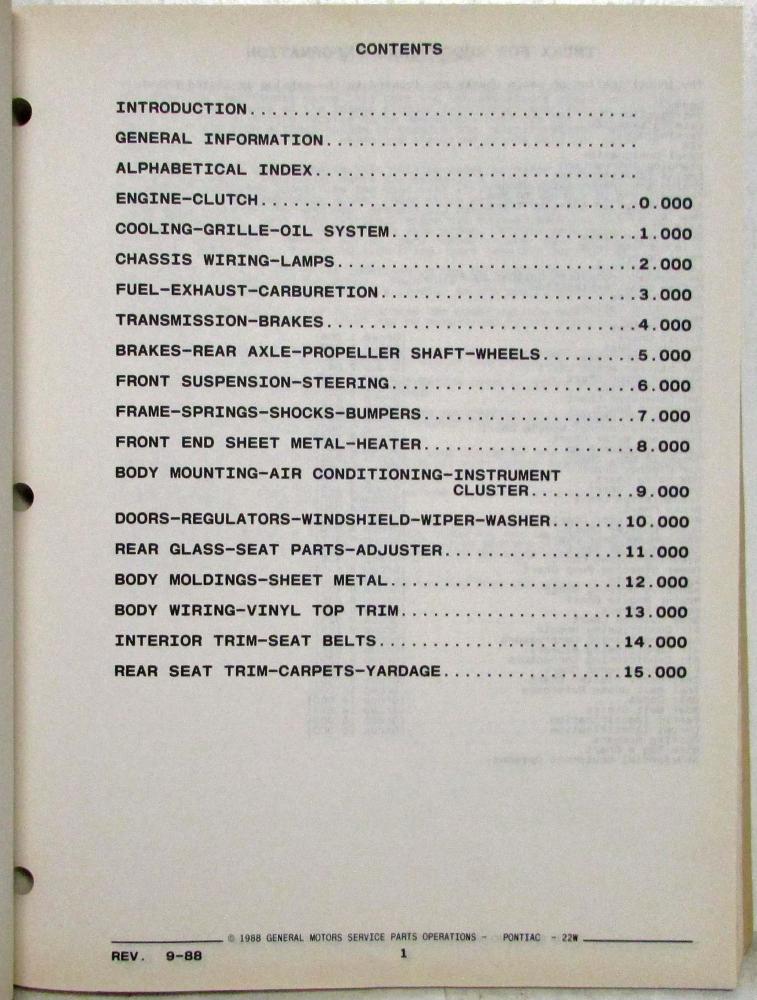 CONTENTS
INTRODUCTION....................................
GENERAL INFORMATION.............................
ALPHABETICAL INDEX..............................
ENGINE-CLUTCH...................................0.000
COOLING-GRILLE-OIL SYSTEM.......................1.000
CHASSIS WIRING-LAMPS............................2.000
FUEL-EXHAUST-CARBURETION........................3.000
TRANSMISSION-BRAKES.............................4.000
BRAKES-REAR AXLE-PROPELLER SHAFT-WHEELS.........5.000
FRONT SUSPENSION-STEERING.......................6.000
FRAME-SPRINGS-SHOCKS-BUMPERS....................7.000
FRONT END SHEET METAL-HEATER....................8.000
BODY MOUNTING-AIR CONDITIONING-INSTRUMENT
CLUSTER..........9.000
DOORS-REGULATORS-WINDSHIELD-WIPER-WASHER.......10.000
REAR GLASS-SEAT PARTS-ADJUSTER.................11.000
BODY MOLDINGS-SHEET METAL......................12.000
BODY WIRING-VINYL TOP TRIM.....................13.000
INTERIOR TRIM-SEAT BELTS.......................14.000
REAR SEAT TRIM-CARPETS-YARDAGE.................15.000
© 1988 GENERAL MOTORS SERVICE PARTS OPERATIONS - PONTIAC - 22W
REV. 9-88 1